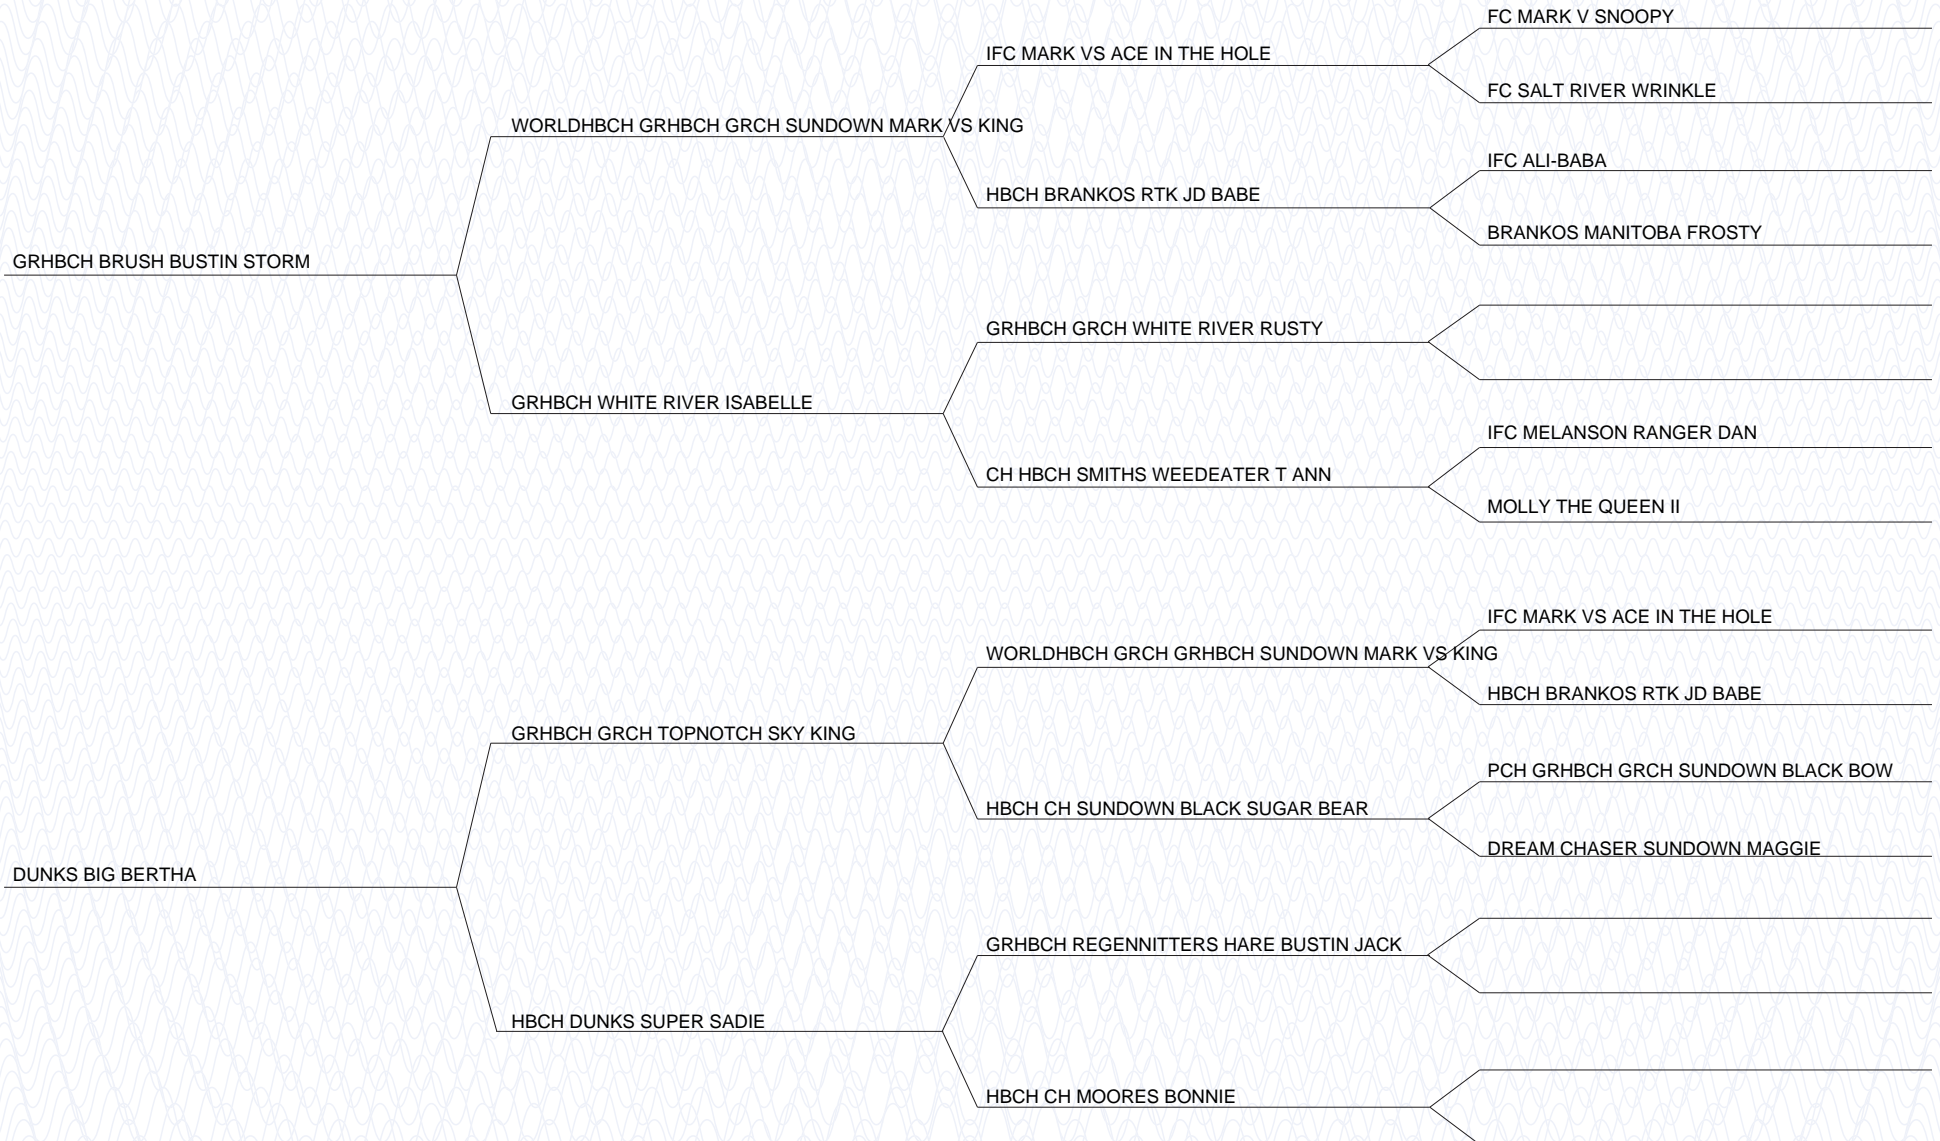 FC MARK V SNOOPY
IFC MARK VS ACE IN THE HOLE
FC SALT RIVER WRINKLE
WORLDHBCH GRHBCH GRCH SUNDOWN MARK VS KING
IFC ALI-BABA
HBCH BRANKOS RTK JD BABE
BRANKOS MANITOBA FROSTY
GRHBCH BRUSH BUSTIN STORM
GRHBCH GRCH WHITE RIVER RUSTY
GRHBCH WHITE RIVER ISABELLE
IFC MELANSON RANGER DAN
CH HBCH SMITHS WEEDEATER T ANN
MOLLY THE QUEEN II
IFC MARK VS ACE IN THE HOLE
WORLDHBCH GRCH GRHBCH SUNDOWN MARK VS KING
HBCH BRANKOS RTK JD BABE
GRHBCH GRCH TOPNOTCH SKY KING
PCH GRHBCH GRCH SUNDOWN BLACK BOW
HBCH CH SUNDOWN BLACK SUGAR BEAR
DREAM CHASER SUNDOWN MAGGIE
DUNKS BIG BERTHA
GRHBCH REGENNITTERS HARE BUSTIN JACK
HBCH DUNKS SUPER SADIE
HBCH CH MOORES BONNIE